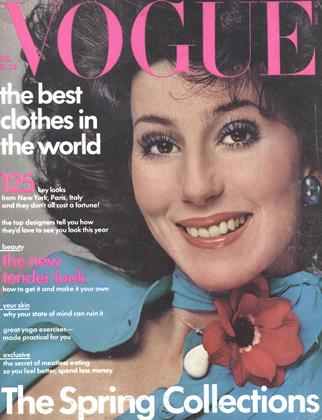 VOGUE
the best
clothes in
the world
125 key looks
from New York, Paris, Italy
and they don't all cost a fortune!
the top designers tell you how
they'd love to see you look this year
beauty
the new
tender look
how to get it and make it your own
your skin
why your state of mind can ruin it
great yoga exercises—
made practical for you
exclusive
the secret of meatless eating
so you feel better, spend less money
The Spring Collections